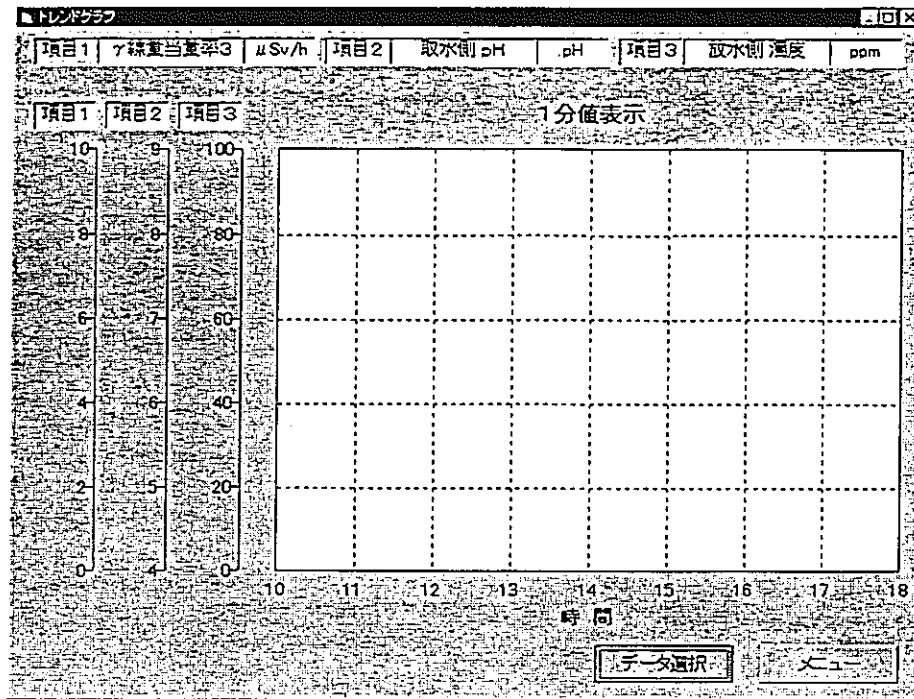 トレンドグラフ
項目1 γ線量当量率3 μSv/h 項目2 取水側 pH pH 項目3 放水側 濁度 ppm
項目1 項目2 項目3 1分値表示
10 9 100
8 8 80
6 7 60
4 6 40
2 5 20
0 4 0
10 11 12 13 14 15 16 17 18
時 間
データ選択 メニュー